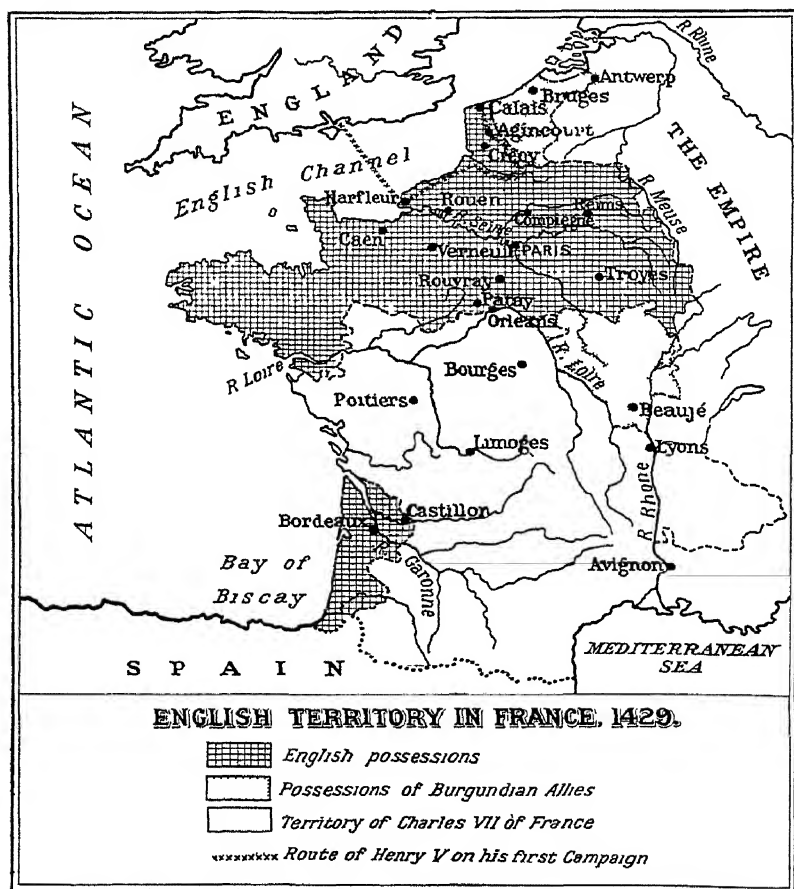 ENGLAND
R Rhine
Antwerp
Bruges
Calais
Agincourt
Crécy
THE EMPIRE
ATLANTIC OCEAN
English Channel
Harfleur
Rouen
R. Seine
Compiegne
Reims
R Meuse
Caen
Verneuil
PARIS
Rouvray
Troyes
Patay
Orleans
R Loire
R. Loire
Bourges
Poitiers
Beaujé
Limoges
Lyons
R Rhone
Castillon
Bordeaux
Bay of
Biscay
R.
Garonne
Avignon
SPAIN
MEDITERRANEAN
SEA
ENGLISH TERRITORY IN FRANCE, 1429.
English possessions
Possessions of Burgundian Allies
Territory of Charles VII of France
Route of Henry V on his first Campaign